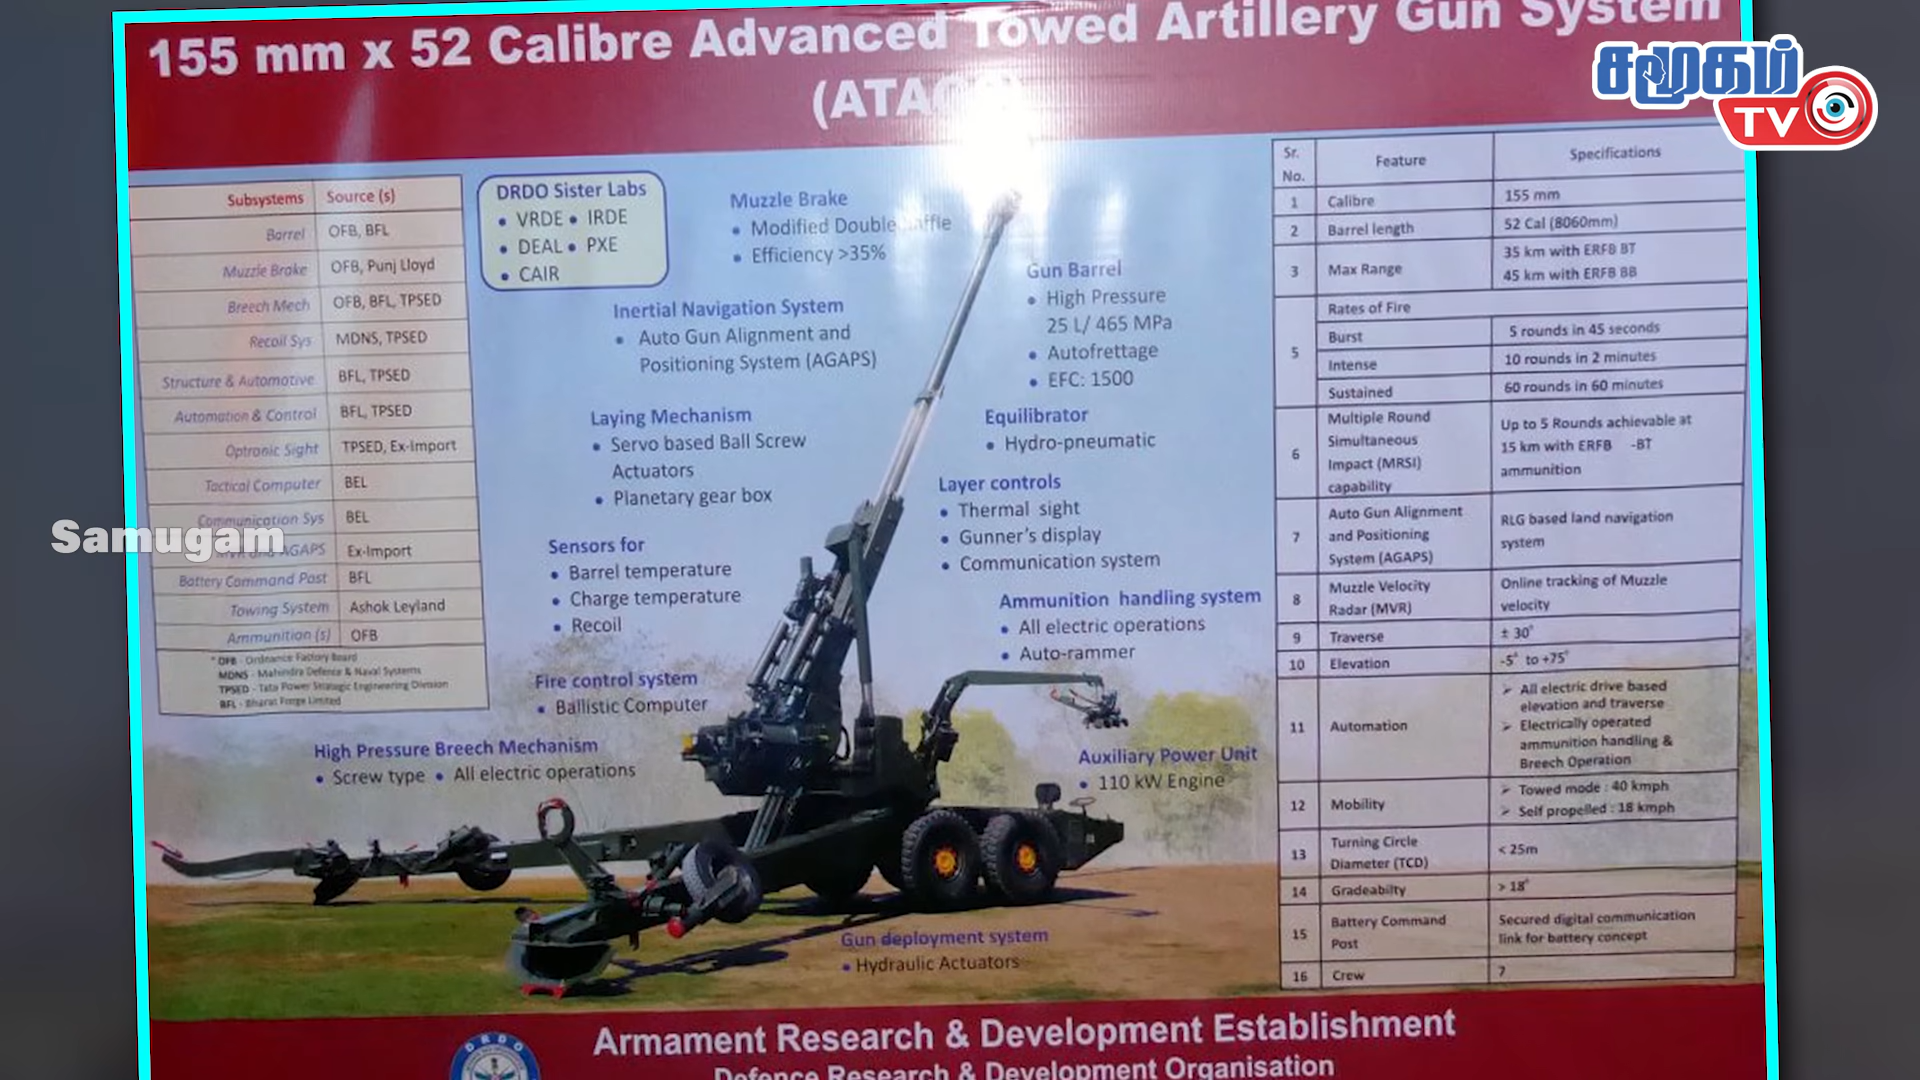 155 mm x 52 Calibre Advanced Towed Artillery Gun System
சமூகம்
TV
Subsystems Source (s)
Barrel OFB, BFL
Muzzle Brake OFB, Punj Lloyd
Breech Mech OFB, BFL, TPSED
Recoil Sys MDNS, TPSED
Structure & Automotive BFL, TPSED
Automation & Control BFL, TPSED
Optronic Sight TPSED, Ex-Import
Tactical Computer BEL
Communication Sys BEL
AGAPS Ex-Import
Battery Command Post BFL
Towing System Ashok Leyland
Ammunition (s) OFB
* OFB - Ordnance Factory Board
MDNS - Mahindra Defence & Naval Systems
TPSED - Tata Power Strategic Engineering Division
BFL - Bharat Forge Limited
Samugam
DRDO Sister Labs
• VRDE • IRDE
• DEAL • PXE
• CAIR
Muzzle Brake
• Modified Double
• Efficiency >35%
Inertial Navigation System
• Auto Gun Alignment and
Positioning System (AGAPS)
Gun Barrel
• High Pressure
25 L/ 465 MPa
• Autofrettage
• EFC: 1500
Laying Mechanism
• Servo based Ball Screw
Actuators
• Planetary gear box
Equilibrator
• Hydro-pneumatic
Layer controls
• Thermal sight
• Gunner's display
• Communication system
Sensors for
• Barrel temperature
• Charge temperature
• Recoil
Ammunition handling system
• All electric operations
• Auto-rammer
Fire control system
• Ballistic Computer
High Pressure Breech Mechanism
• Screw type • All electric operations
Auxiliary Power Unit
• 110 kW Engine
Gun deployment system
• Hydraulic Actuators
Sr.
No. Feature Specifications
1 Calibre 155 mm
2 Barrel length 52 Cal (8060mm)
3 Max Range 35 km with ERFB BT
45 km with ERFB BB
5 Rates of Fire
Burst 5 rounds in 45 seconds
Intense 10 rounds in 2 minutes
Sustained 60 rounds in 60 minutes
6 Multiple Round
Simultaneous
Impact (MRSI)
capability
Up to 5 Rounds achievable at
15 km with ERFB -BT
ammunition
7 Auto Gun Alignment
and Positioning
System (AGAPS)
RLG based land navigation
system
8 Muzzle Velocity
Radar (MVR)
Online tracking of Muzzle
velocity
9 Traverse ± 30°
10 Elevation -5° to +75°
11 Automation
➢ All electric drive based
elevation and traverse
➢ Electrically operated
ammunition handling &
Breech Operation
12 Mobility
➢ Towed mode : 40 kmph
➢ Self propelled : 18 kmph
13 Turning Circle
Diameter (TCD)
< 25m
14 Gradeabilty > 18°
15 Battery Command
Post
Secured digital communication
link for battery concept
16 Crew 7
DRDO
Armament Research & Development Establishment
Defence Research & Development Organisation